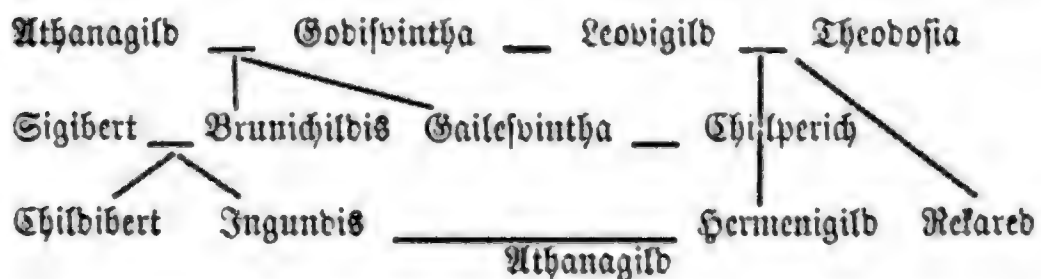 Athanagild — Godiſvintha — Leovigild — Theodoſia
Sigibert — Brunichildis Gaileſvintha — Chilperich
Childibert Ingundis Hermenigild Rekared
Athanagild